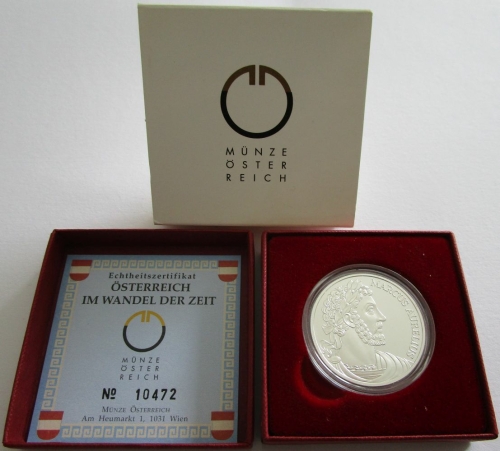 MÜNZE
ÖSTER
REICH
Echtheitszertifikat
ÖSTERREICH
IM WANDEL DER ZEIT
MÜNZE
ÖSTER
REICH
№ 10472
MÜNZE ÖSTERREICH
Am Heumarkt 1, 1031 Wien
MARCUS AURELIUS